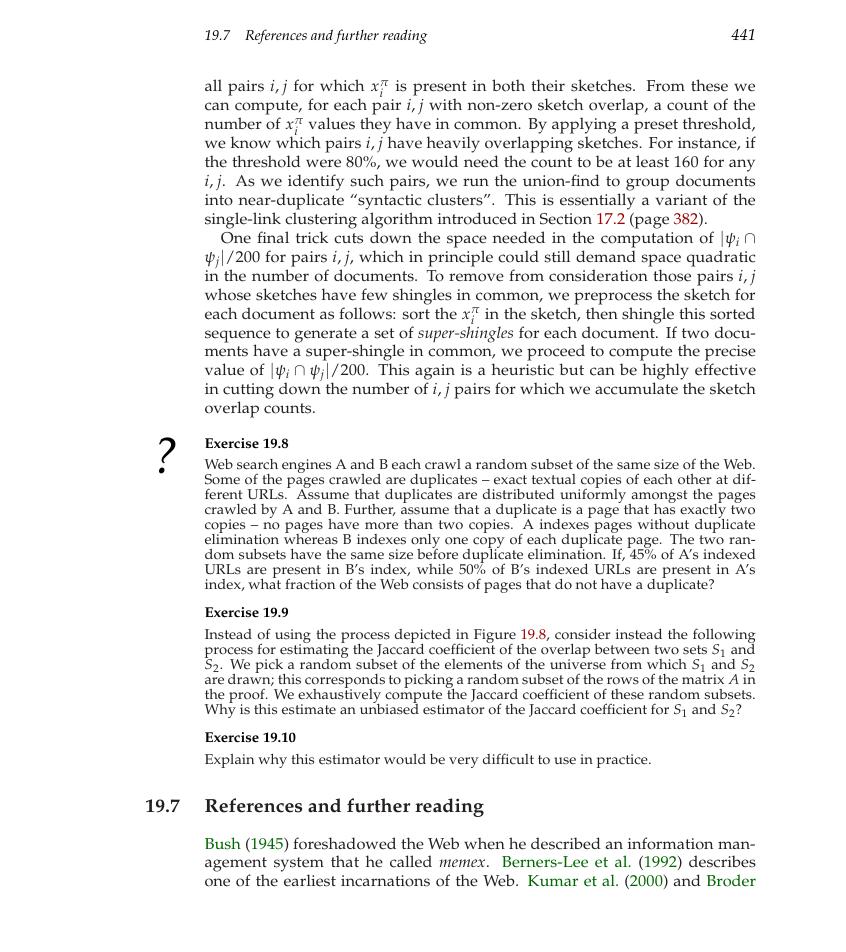 19.7 References and further reading 441
all pairs i, j for which x_i^π is present in both their sketches. From these we
can compute, for each pair i, j with non-zero sketch overlap, a count of the
number of x_i^π values they have in common. By applying a preset threshold,
we know which pairs i, j have heavily overlapping sketches. For instance, if
the threshold were 80%, we would need the count to be at least 160 for any
i, j. As we identify such pairs, we run the union-find to group documents
into near-duplicate “syntactic clusters”. This is essentially a variant of the
single-link clustering algorithm introduced in Section 17.2 (page 382).
One final trick cuts down the space needed in the computation of |ψ_i ∩
ψ_j|/200 for pairs i, j, which in principle could still demand space quadratic
in the number of documents. To remove from consideration those pairs i, j
whose sketches have few shingles in common, we preprocess the sketch for
each document as follows: sort the x_i^π in the sketch, then shingle this sorted
sequence to generate a set of super-shingles for each document. If two docu-
ments have a super-shingle in common, we proceed to compute the precise
value of |ψ_i ∩ ψ_j|/200. This again is a heuristic but can be highly effective
in cutting down the number of i, j pairs for which we accumulate the sketch
overlap counts.
? Exercise 19.8
Web search engines A and B each crawl a random subset of the same size of the Web.
Some of the pages crawled are duplicates – exact textual copies of each other at dif-
ferent URLs. Assume that duplicates are distributed uniformly amongst the pages
crawled by A and B. Further, assume that a duplicate is a page that has exactly two
copies – no pages have more than two copies. A indexes pages without duplicate
elimination whereas B indexes only one copy of each duplicate page. The two ran-
dom subsets have the same size before duplicate elimination. If, 45% of A’s indexed
URLs are present in B’s index, while 50% of B’s indexed URLs are present in A’s
index, what fraction of the Web consists of pages that do not have a duplicate?
Exercise 19.9
Instead of using the process depicted in Figure 19.8, consider instead the following
process for estimating the Jaccard coefficient of the overlap between two sets S_1 and
S_2. We pick a random subset of the elements of the universe from which S_1 and S_2
are drawn; this corresponds to picking a random subset of the rows of the matrix A in
the proof. We exhaustively compute the Jaccard coefficient of these random subsets.
Why is this estimate an unbiased estimator of the Jaccard coefficient for S_1 and S_2?
Exercise 19.10
Explain why this estimator would be very difficult to use in practice.
19.7 References and further reading
Bush (1945) foreshadowed the Web when he described an information man-
agement system that he called memex. Berners-Lee et al. (1992) describes
one of the earliest incarnations of the Web. Kumar et al. (2000) and Broder